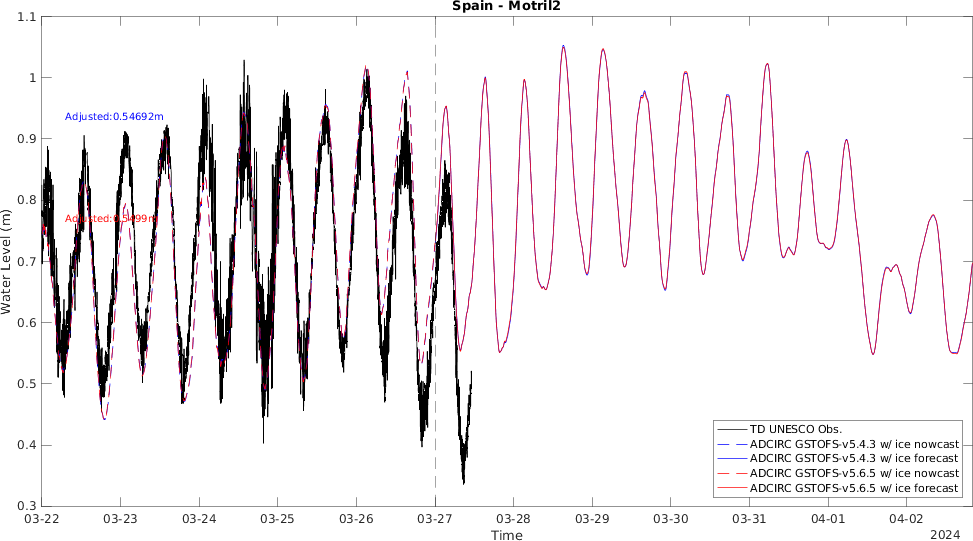 Spain - Motril2
1.1
1
0.9
0.8
0.7
0.6
0.5
0.4
0.3
Water Level (m)
Adjusted:0.54692m
Adjusted:0.5499m
TD UNESCO Obs.
ADCIRC GSTOFS-v5.4.3 w/ ice nowcast
ADCIRC GSTOFS-v5.4.3 w/ ice forecast
ADCIRC GSTOFS-v5.6.5 w/ ice nowcast
ADCIRC GSTOFS-v5.6.5 w/ ice forecast
03-22 03-23 03-24 03-25 03-26 03-27 03-28 03-29 03-30 03-31 04-01 04-02
Time
2024